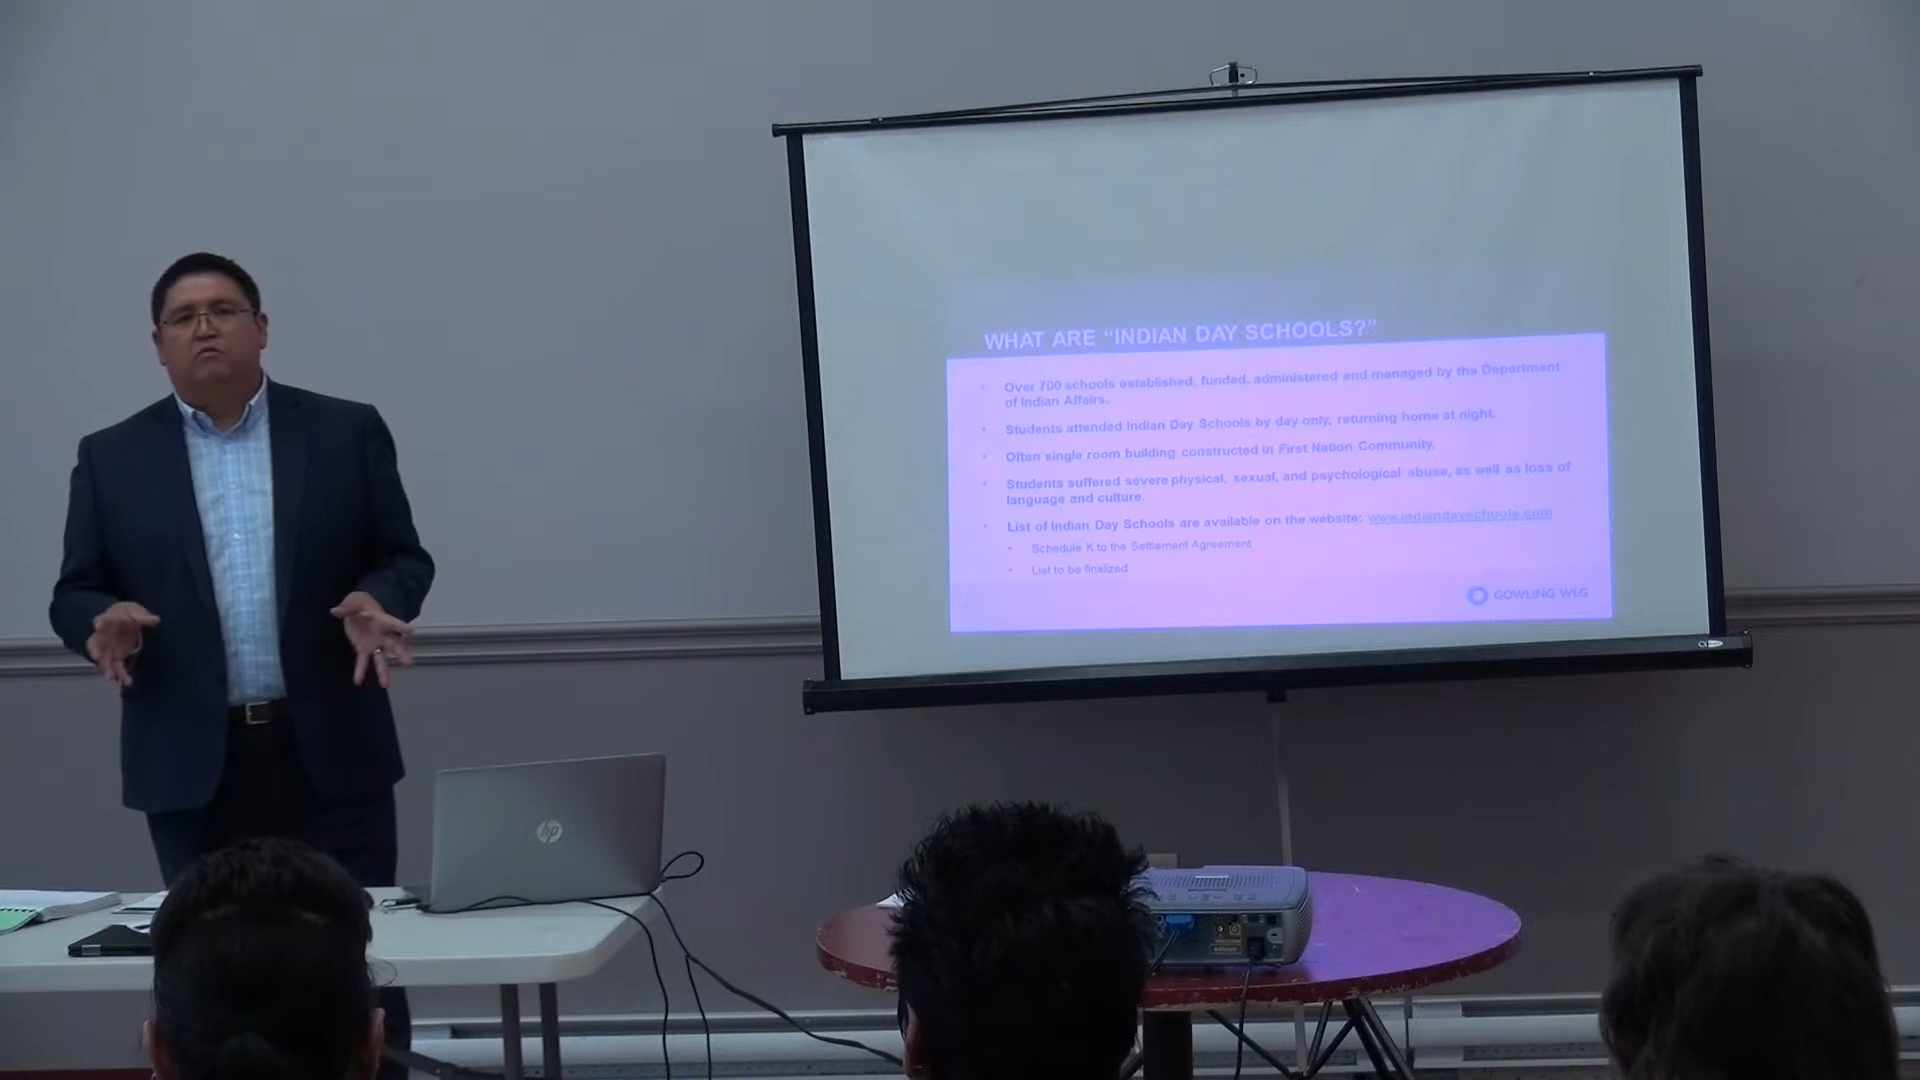 WHAT ARE “INDIAN DAY SCHOOLS?”
Over 700 schools established, funded, administered and managed by the Department
of Indian Affairs.
Students attended Indian Day Schools by day only, returning home at night.
Often single room building constructed in First Nation Community.
Students suffered severe physical, sexual, and psychological abuse, as well as loss of
language and culture.
List of Indian Day Schools are available on the website: www.indiandayschools.com
Schedule K to the Settlement Agreement
List to be finalized
GOWLING WLG
hp